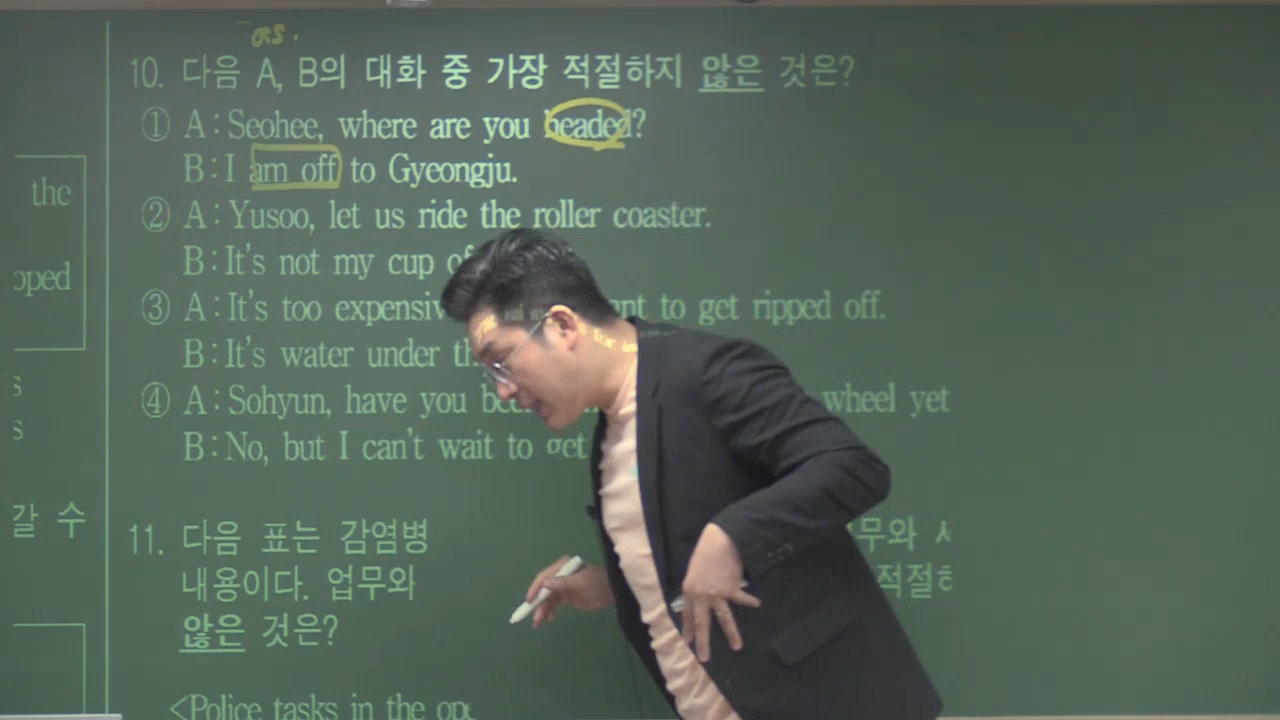 as.
10. 다음 A, B의 대화 중 가장 적절하지 않은 것은?
① A : Seohee, where are you headed?
B : I am off to Gyeongju.
② A : Yusoo, let us ride the roller coaster.
B : It's not my cup of
③ A : It's too expensiv to get ripped off.
B : It's water under
④ A : Sohyun, have you wheel yet
B : No, but I can't wait to get
11. 다음 표는 감염병 무와
내용이다. 업무와 적절하
않은 것은?
<Police tasks in the
the
pped
s
s
갈 수